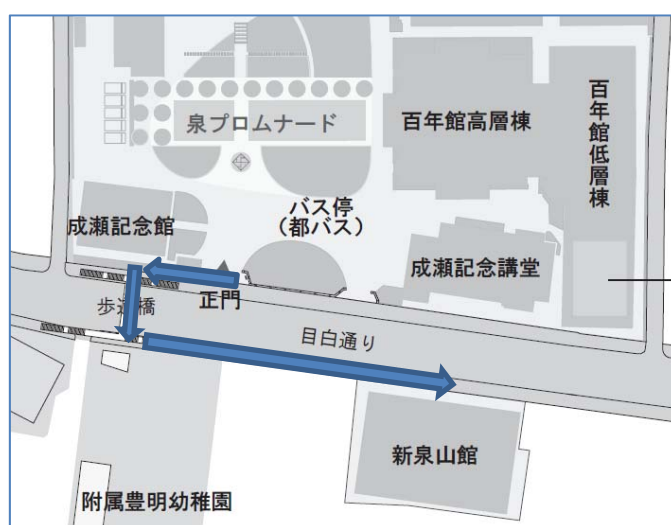 泉プロムナード
百年館高層棟
百年館低層棟
成瀬記念館
バス停
（都バス）
成瀬記念講堂
歩道橋
正門
目白通り
新泉山館
附属豊明幼稚園